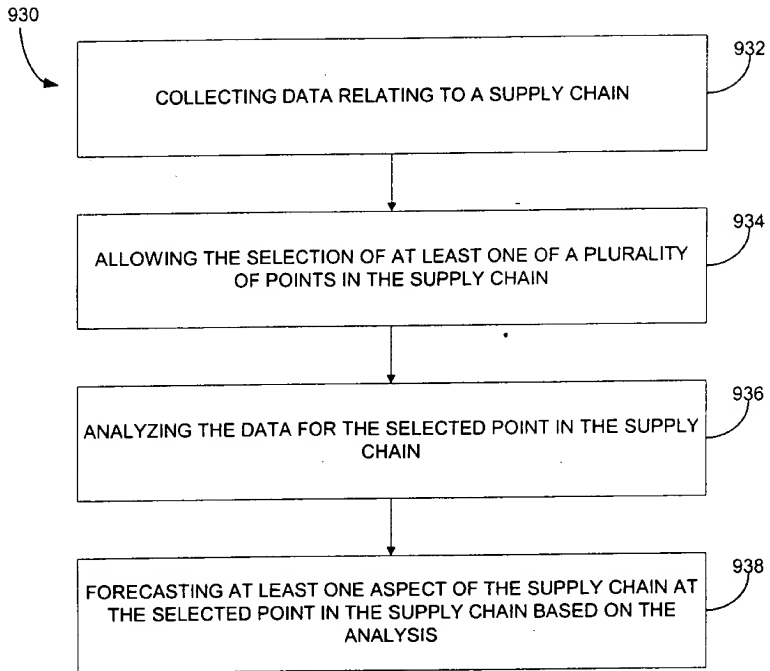 930
932
COLLECTING DATA RELATING TO A SUPPLY CHAIN
934
ALLOWING THE SELECTION OF AT LEAST ONE OF A PLURALITY
OF POINTS IN THE SUPPLY CHAIN
936
ANALYZING THE DATA FOR THE SELECTED POINT IN THE SUPPLY
CHAIN
938
FORECASTING AT LEAST ONE ASPECT OF THE SUPPLY CHAIN AT
THE SELECTED POINT IN THE SUPPLY CHAIN BASED ON THE
ANALYSIS